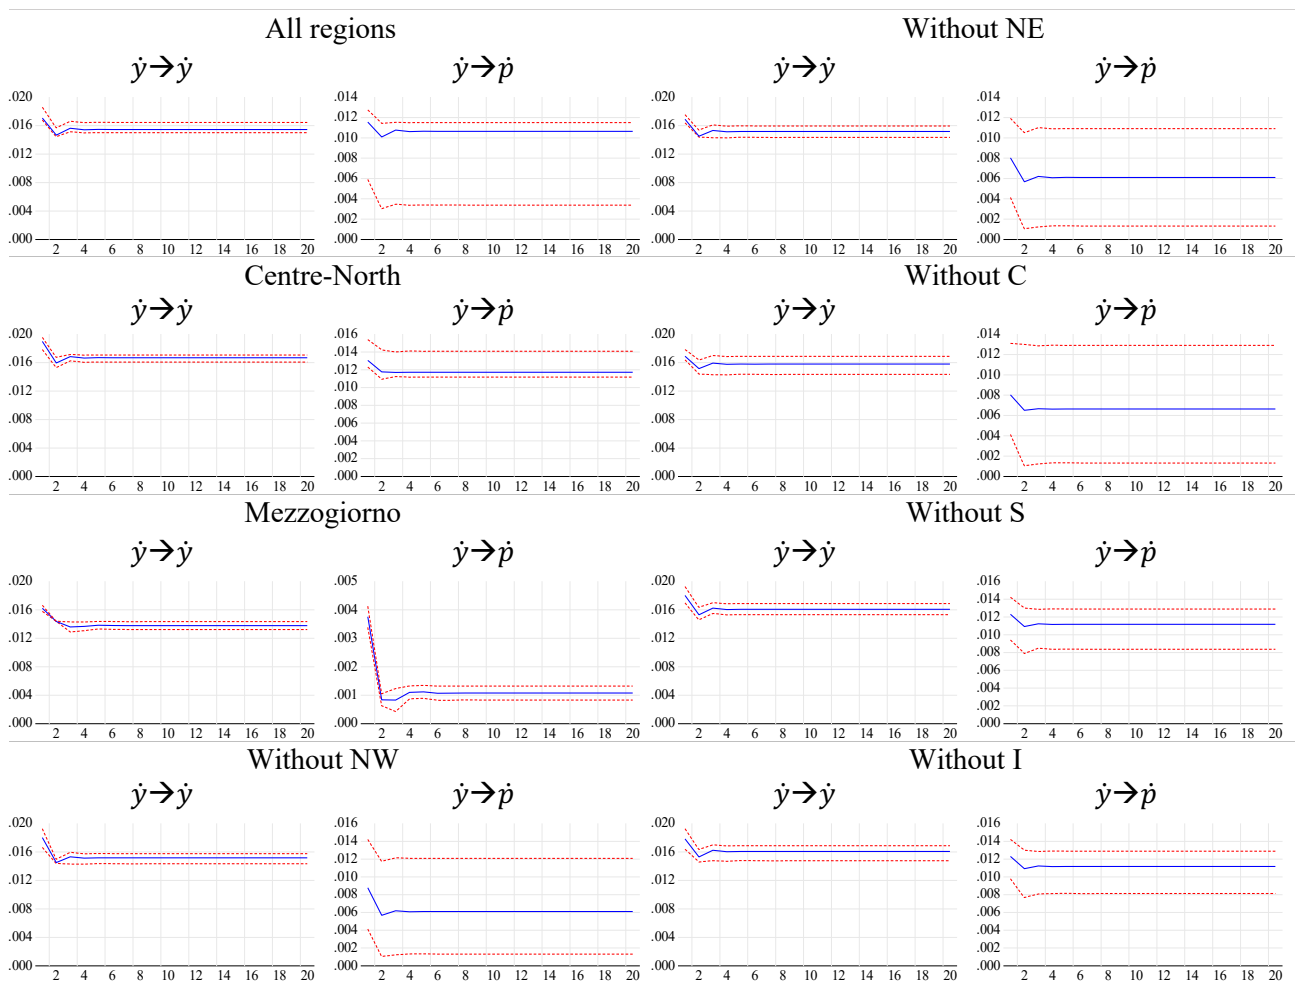 All regions
Without NE
ẏ→ẏ
ẏ→ṗ
ẏ→ẏ
ẏ→ṗ
.020
.016
.012
.008
.004
.000
2 4 6 8 10 12 14 16 18 20
.014
.012
.010
.008
.006
.004
.002
.000
2 4 6 8 10 12 14 16 18 20
.020
.016
.012
.008
.004
.000
2 4 6 8 10 12 14 16 18 20
.014
.012
.010
.008
.006
.004
.002
.000
2 4 6 8 10 12 14 16 18 20
Centre-North
Without C
ẏ→ẏ
ẏ→ṗ
ẏ→ẏ
ẏ→ṗ
.020
.016
.012
.008
.004
.000
2 4 6 8 10 12 14 16 18 20
.016
.014
.012
.010
.008
.006
.004
.002
.000
2 4 6 8 10 12 14 16 18 20
.020
.016
.012
.008
.004
.000
2 4 6 8 10 12 14 16 18 20
.014
.012
.010
.008
.006
.004
.002
.000
2 4 6 8 10 12 14 16 18 20
Mezzogiorno
Without S
ẏ→ẏ
ẏ→ṗ
ẏ→ẏ
ẏ→ṗ
.020
.016
.012
.008
.004
.000
2 4 6 8 10 12 14 16 18 20
.005
.004
.003
.002
.001
.000
2 4 6 8 10 12 14 16 18 20
.020
.016
.012
.008
.004
.000
2 4 6 8 10 12 14 16 18 20
.016
.014
.012
.010
.008
.006
.004
.002
.000
2 4 6 8 10 12 14 16 18 20
Without NW
Without I
ẏ→ẏ
ẏ→ṗ
ẏ→ẏ
ẏ→ṗ
.020
.016
.012
.008
.004
.000
2 4 6 8 10 12 14 16 18 20
.016
.014
.012
.010
.008
.006
.004
.002
.000
2 4 6 8 10 12 14 16 18 20
.020
.016
.012
.008
.004
.000
2 4 6 8 10 12 14 16 18 20
.016
.014
.012
.010
.008
.006
.004
.002
.000
2 4 6 8 10 12 14 16 18 20